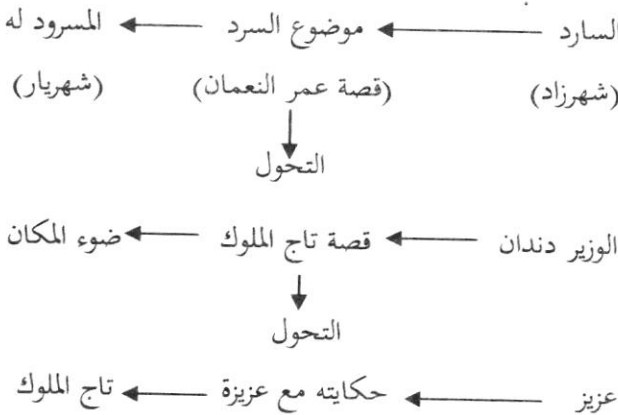 السارد موضوع السرد المسرود له
(شهرزاد) (قصة عمر النعمان) (شهريار)
التحول
الوزير دندان قصة تاج الملوك ضوء المكان
التحول
عزيز حكايته مع عزيزة تاج الملوك